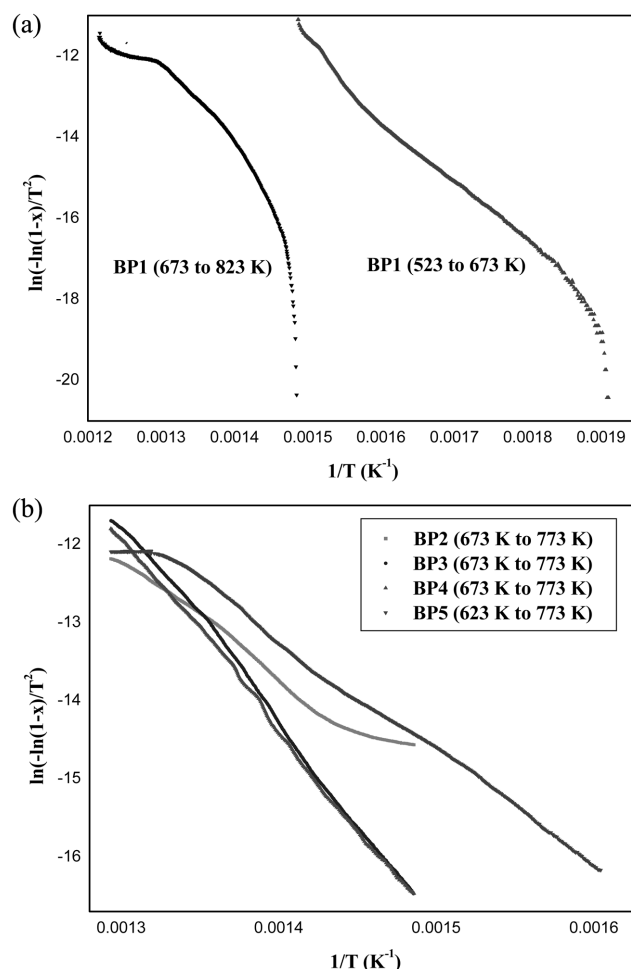 (a)
-12
-14
-16
-18
-20
ln(-ln(1-x)/T²)
BP1 (673 to 823 K)
BP1 (523 to 673 K)
0.0012 0.0013 0.0014 0.0015 0.0016 0.0017 0.0018 0.0019
1/T (K⁻¹)
(b)
-12
-13
-14
-15
-16
ln(-ln(1-x)/T²)
BP2 (673 K to 773 K)
BP3 (673 K to 773 K)
BP4 (673 K to 773 K)
BP5 (623 K to 773 K)
0.0013 0.0014 0.0015 0.0016
1/T (K⁻¹)